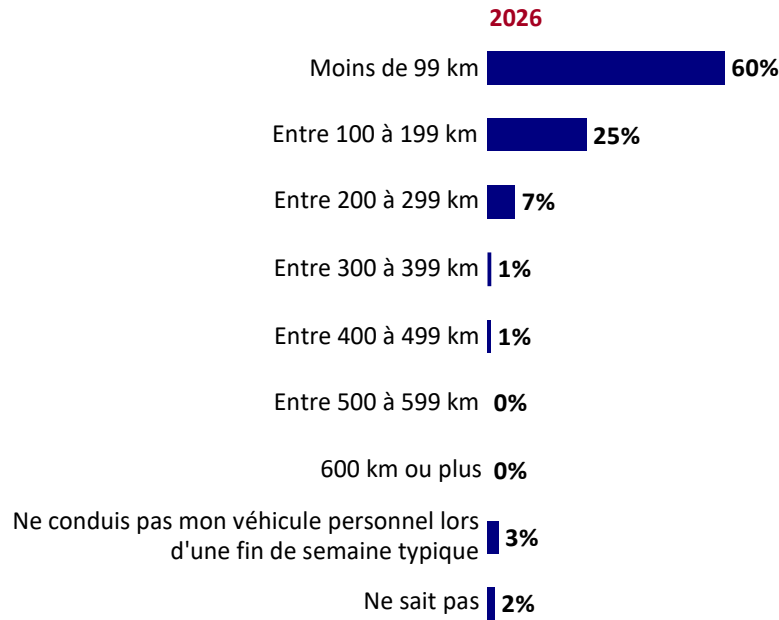 2026
Moins de 99 km 60%
Entre 100 à 199 km 25%
Entre 200 à 299 km 7%
Entre 300 à 399 km 1%
Entre 400 à 499 km 1%
Entre 500 à 599 km 0%
600 km ou plus 0%
Ne conduis pas mon véhicule personnel lors
d'une fin de semaine typique 3%
Ne sait pas 2%